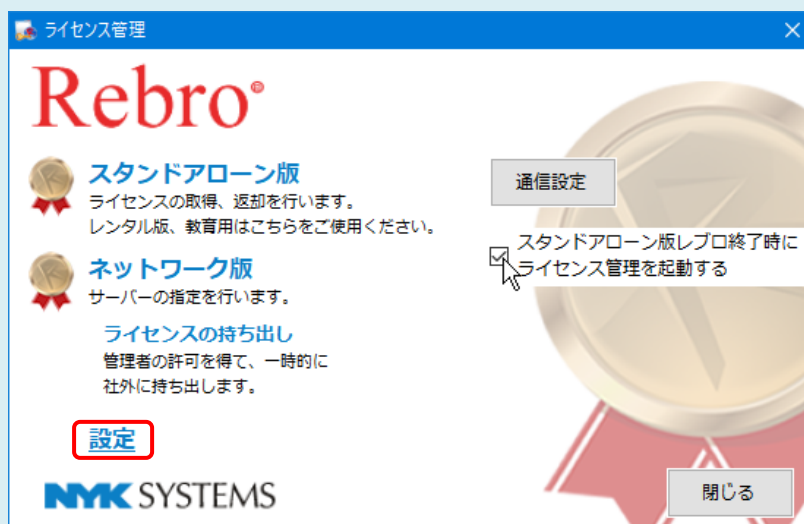 ライセンス管理
Rebro®
スタンドアローン版
ライセンスの取得、返却を行います。
レンタル版、教育用はこちらをご使用ください。
ネットワーク版
サーバーの指定を行います。
ライセンスの持ち出し
管理者の許可を得て、一時的に
社外に持ち出します。
設定
NYK SYSTEMS
通信設定
スタンドアローン版レブロ終了時に
ライセンス管理を起動する
閉じる